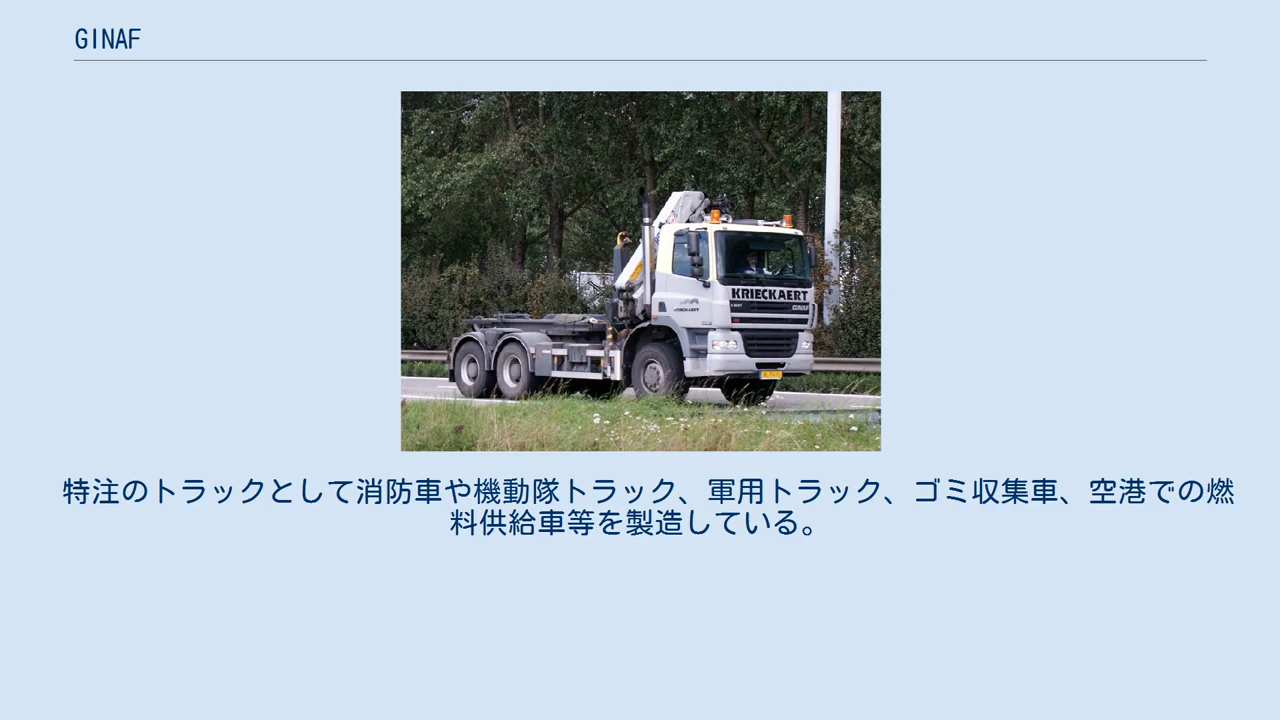 GINAF
KRIECKAERT
GINAF
KRIECKAERT
特注のトラックとして消防車や機動隊トラック、軍用トラック、ゴミ収集車、空港での燃
料供給車等を製造している。